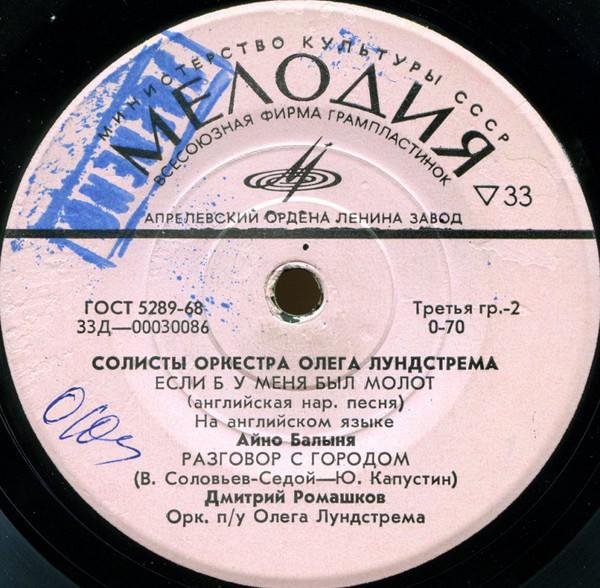 МИНИСТЕРСТВО КУЛЬТУРЫ СССР
МЕЛОДИЯ
ВСЕСОЮЗНАЯ ФИРМА ГРАМПЛАСТИНОК
▽33
АПРЕЛЕВСКИЙ ОРДЕНА ЛЕНИНА ЗАВОД
ГОСТ 5289-68
Третья гр.-2
33Д—00030086
0-70
СОЛИСТЫ ОРКЕСТРА ОЛЕГА ЛУНДСТРЕМА
ЕСЛИ Б У МЕНЯ БЫЛ МОЛОТ
(английская нар. песня)
На английском языке
Айно Балыня
РАЗГОВОР С ГОРОДОМ
(В. Соловьев-Седой—Ю. Капустин)
Дмитрий Ромашков
Орк. п/у Олега Лундстрема